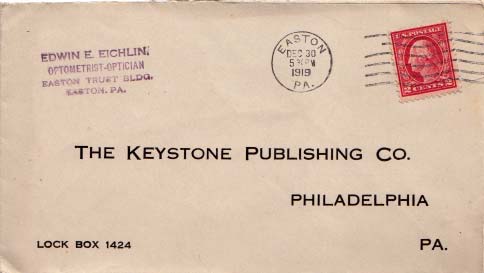 EDWIN E. EICHLIN,
OPTOMETRIST-OPTICIAN
EASTON TRUST BLDG.
EASTON, PA.
EASTON
DEC 30
1919
PA.
U.S. POSTAGE
2 CENTS 2
THE KEYSTONE PUBLISHING CO.
PHILADELPHIA
LOCK BOX 1424 PA.